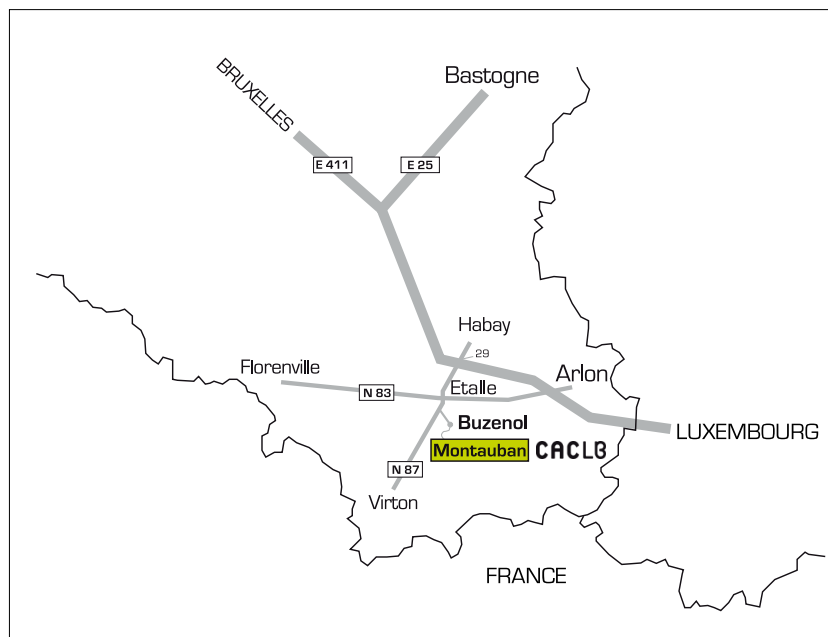 BRUXELLES
Bastogne
E 411
E 25
Habay
29
Florenville
Arlon
N 83
Etalle
Buzenol
LUXEMBOURG
Montauban CACLB
N 87
Virton
FRANCE